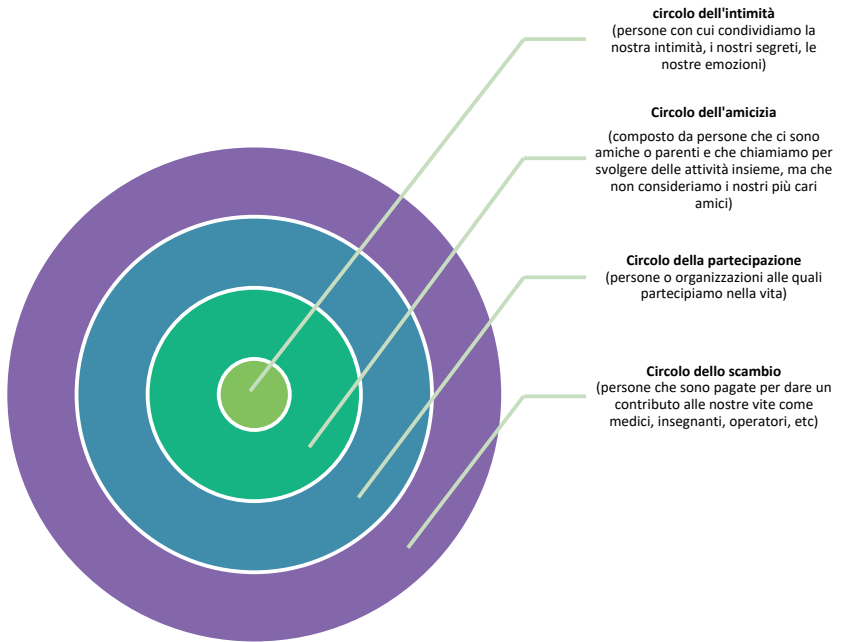 circolo dell'intimità
(persone con cui condividiamo la
nostra intimità, i nostri segreti, le
nostre emozioni)
Circolo dell'amicizia
(composto da persone che ci sono
amiche o parenti e che chiamiamo per
svolgere delle attività insieme, ma che
non consideriamo i nostri più cari
amici)
Circolo della partecipazione
(persone o organizzazioni alle quali
partecipiamo nella vita)
Circolo dello scambio
(persone che sono pagate per dare un
contributo alle nostre vite come
medici, insegnanti, operatori, etc)